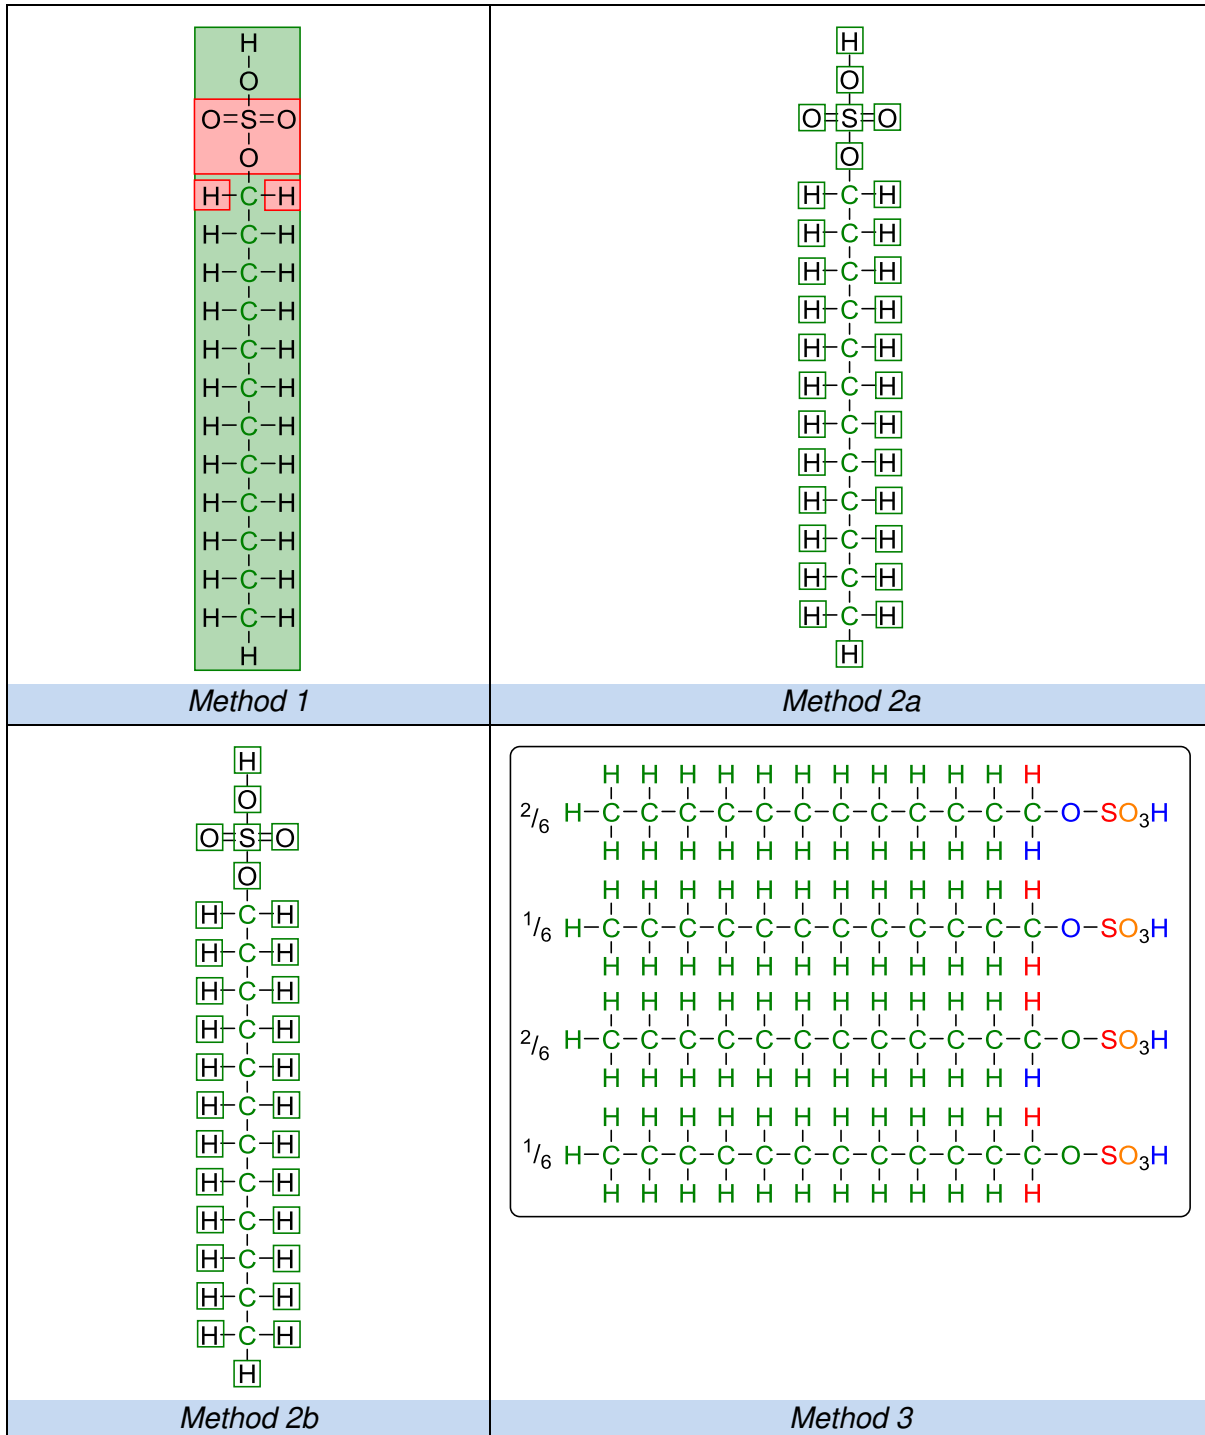 H
O
O=S=O
O
H–C–H
H–C–H
H–C–H
H–C–H
H–C–H
H–C–H
H–C–H
H–C–H
H–C–H
H–C–H
H–C–H
H–C–H
H
Method 1
H
O
O=S=O
O
H–C–H
H–C–H
H–C–H
H–C–H
H–C–H
H–C–H
H–C–H
H–C–H
H–C–H
H–C–H
H–C–H
H–C–H
H
Method 2a
H
O
O=S=O
O
H–C–H
H–C–H
H–C–H
H–C–H
H–C–H
H–C–H
H–C–H
H–C–H
H–C–H
H–C–H
H–C–H
H–C–H
H
Method 2b
H H H H H H H H H H H H
2/6 H–C–C–C–C–C–C–C–C–C–C–C–C–O–SO3H
H H H H H H H H H H H H
H H H H H H H H H H H H
1/6 H–C–C–C–C–C–C–C–C–C–C–C–C–O–SO3H
H H H H H H H H H H H H
H H H H H H H H H H H H
2/6 H–C–C–C–C–C–C–C–C–C–C–C–C–O–SO3H
H H H H H H H H H H H H
H H H H H H H H H H H H
1/6 H–C–C–C–C–C–C–C–C–C–C–C–C–O–SO3H
H H H H H H H H H H H H
Method 3